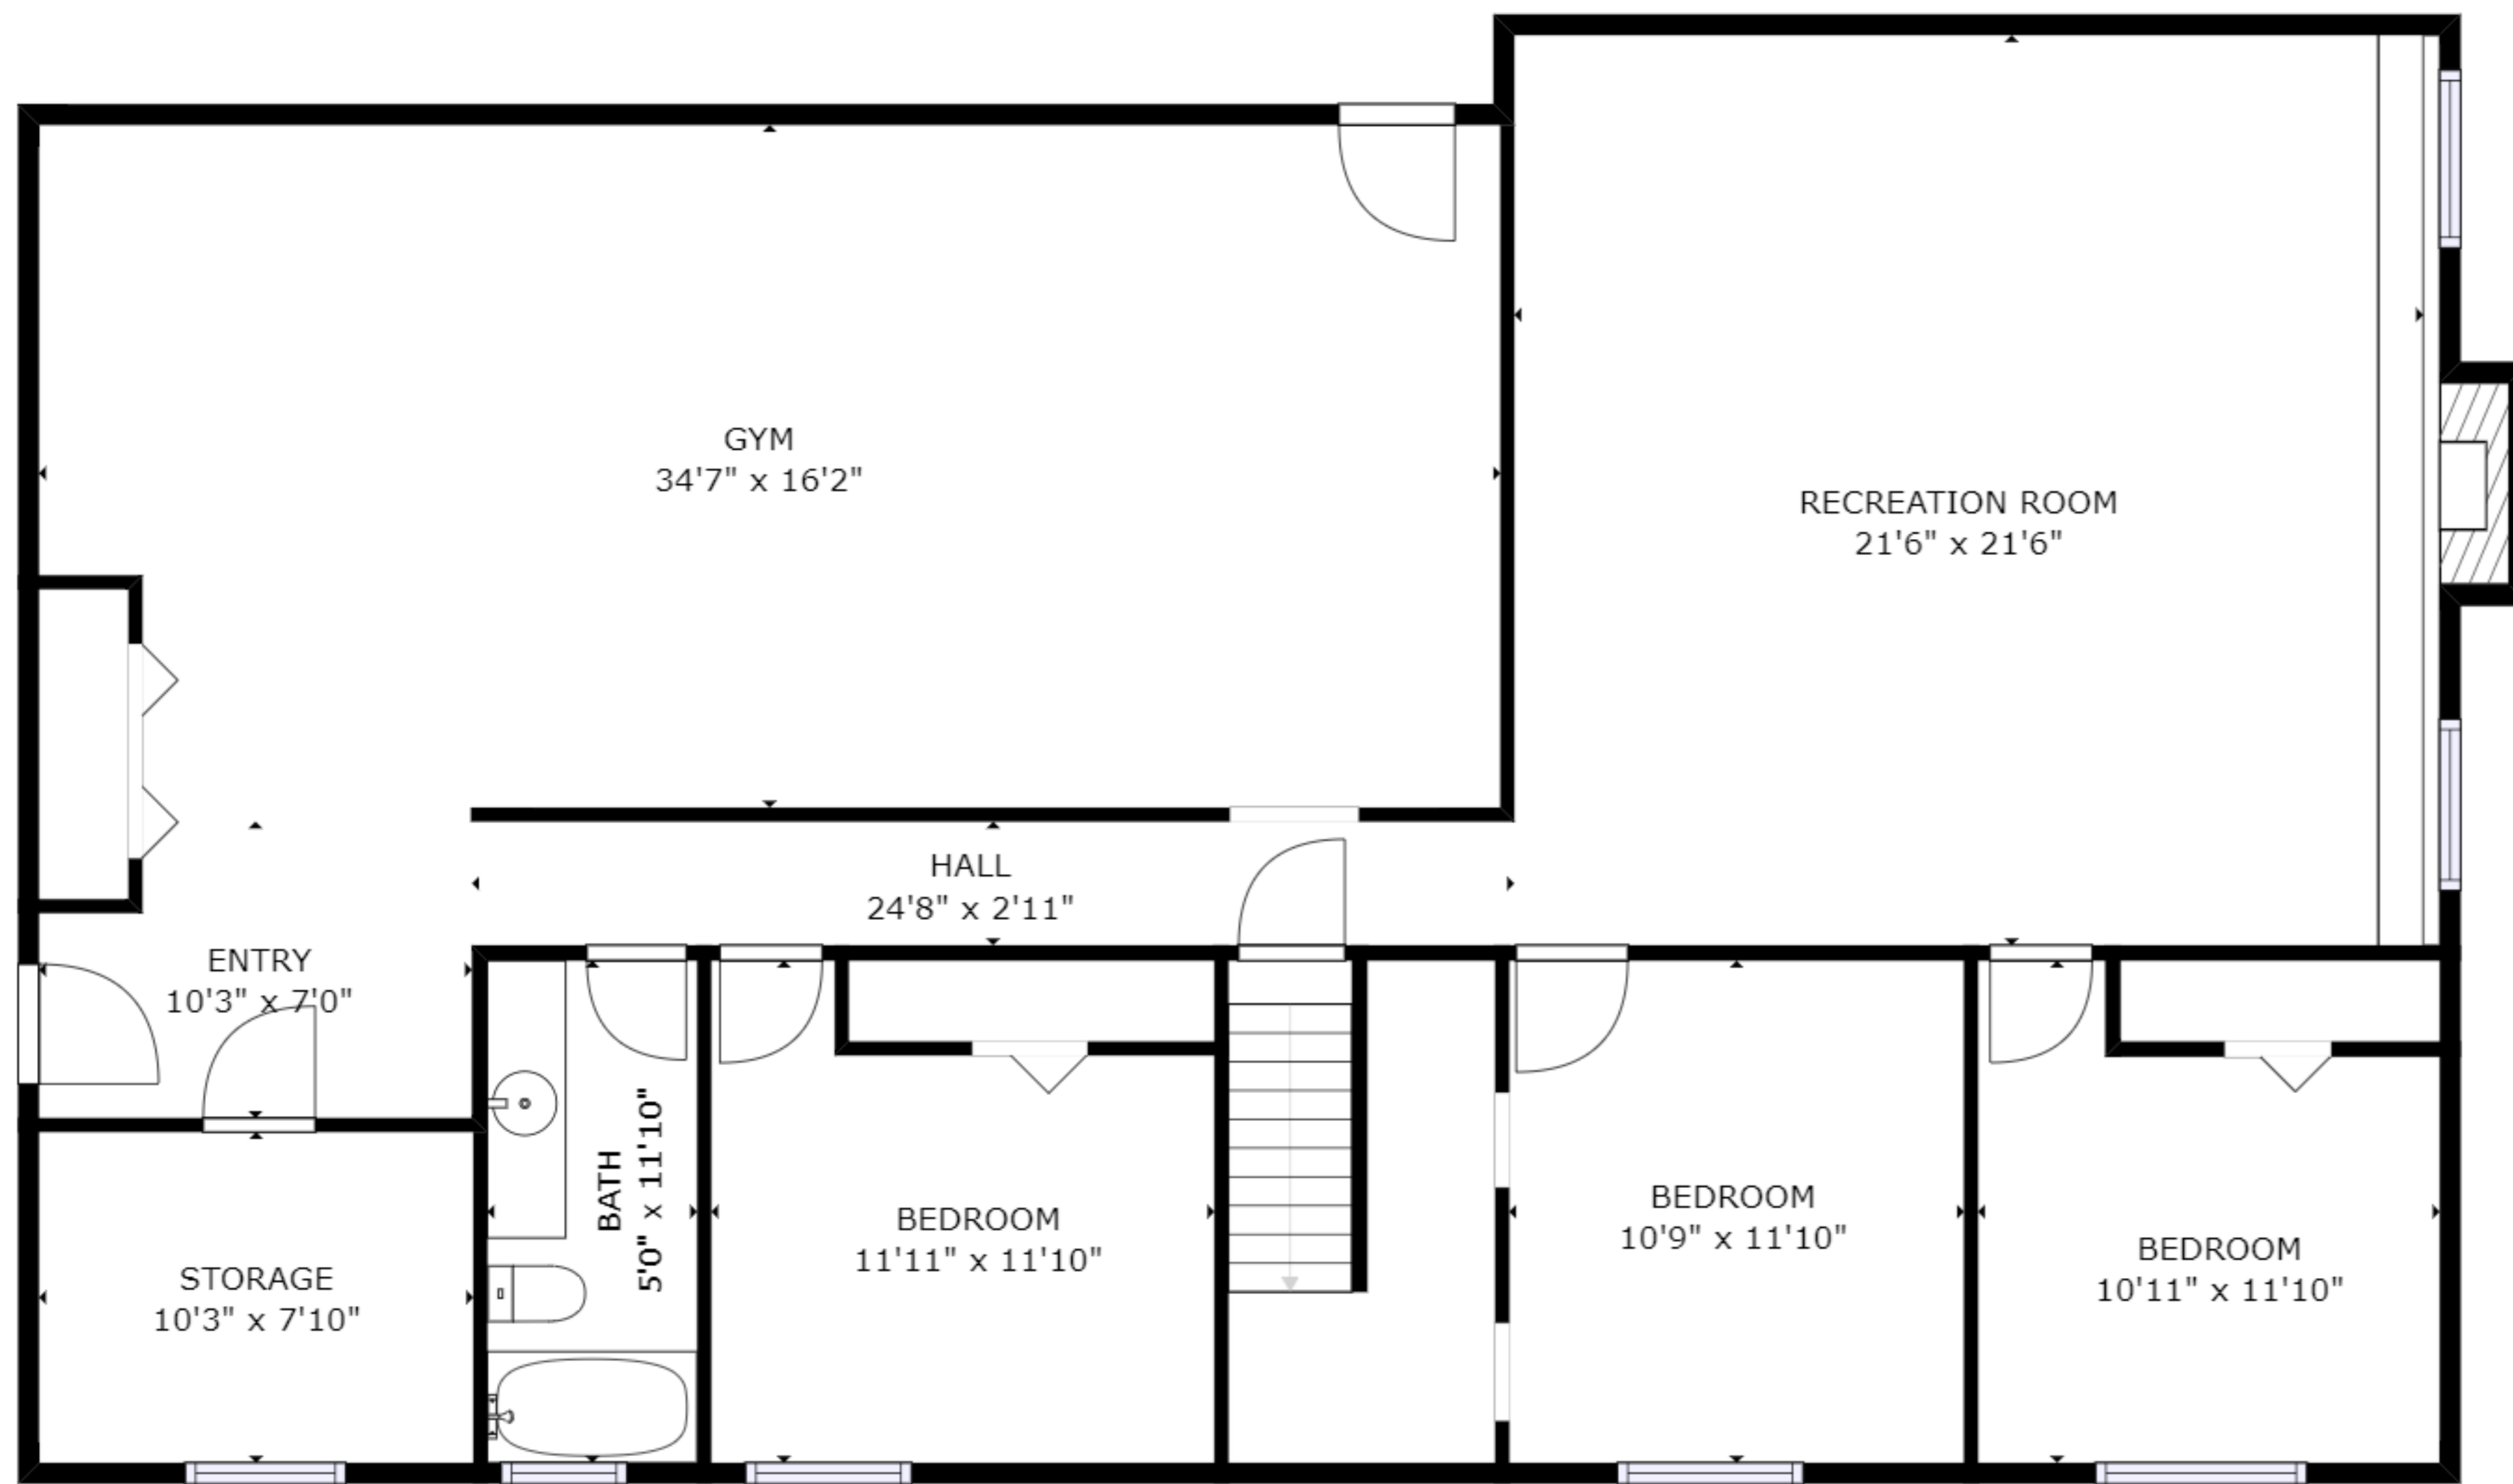 GYM
34'7" x 16'2"
RECREATION ROOM
21'6" x 21'6"
HALL
24'8" x 2'11"
ENTRY
10'3" x 7'0"
BATH
5'0" x 11'10"
BEDROOM
11'11" x 11'10"
BEDROOM
10'9" x 11'10"
BEDROOM
10'11" x 11'10"
STORAGE
10'3" x 7'10"